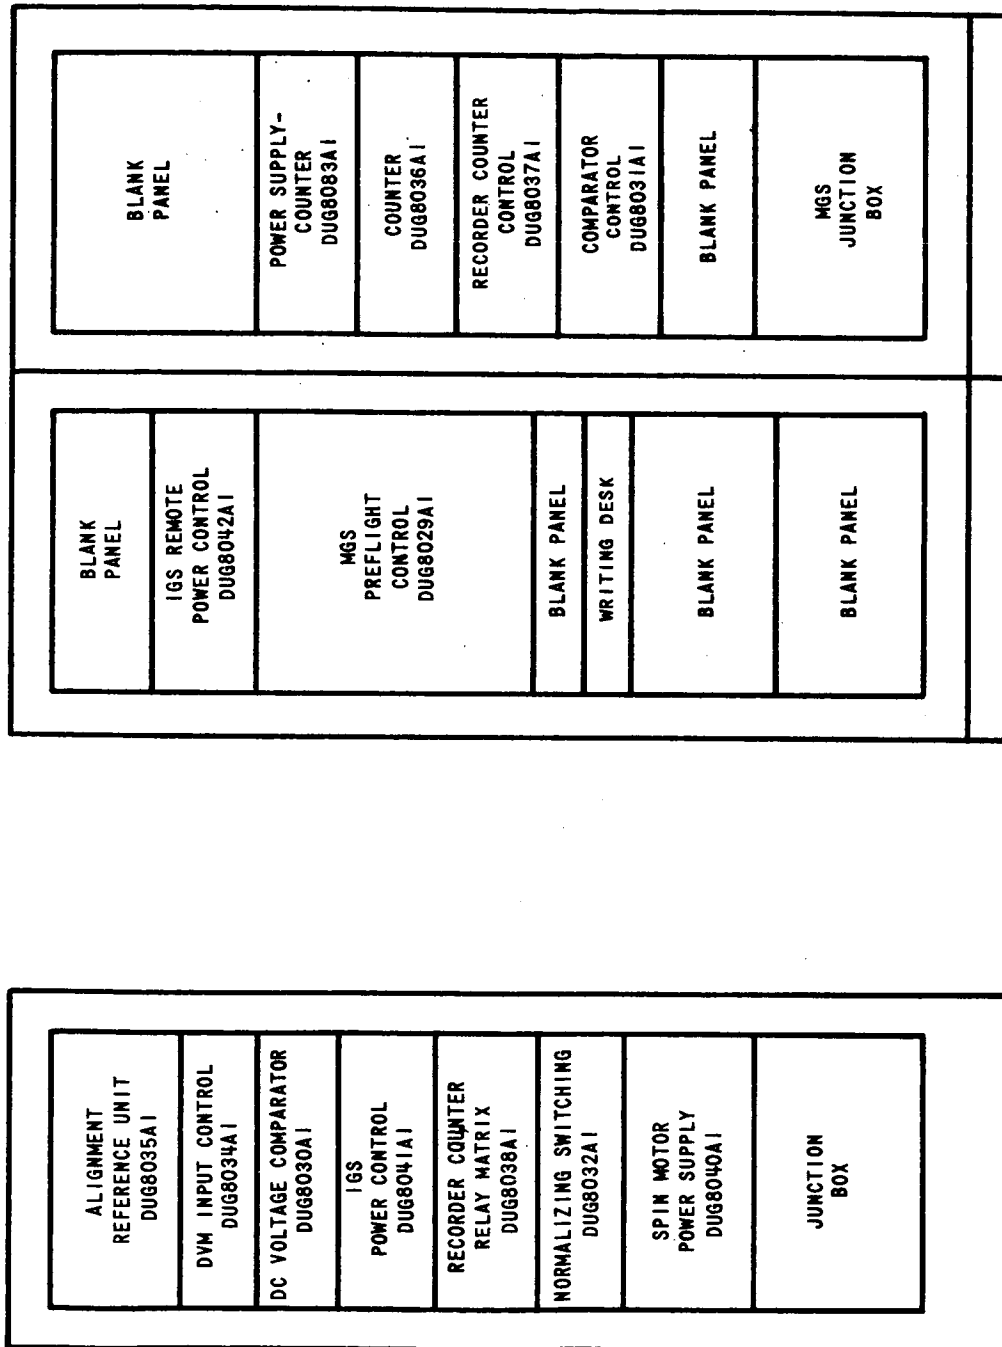 ALIGNMENT
REFERENCE UNIT
DUG8035A1
DVM INPUT CONTROL
DUG8034A1
DC VOLTAGE COMPARATOR
DUG8030A1
IGS
POWER CONTROL
DUG8041A1
RECORDER COUNTER
RELAY MATRIX
DUG8038A1
NORMALIZING SWITCHING
DUG8032A1
SPIN MOTOR
POWER SUPPLY
DUG8040A1
JUNCTION
BOX
BLANK
PANEL
IGS REMOTE
POWER CONTROL
DUG8042A1
MGS
PREFLIGHT
CONTROL
DUG8029A1
BLANK PANEL
WRITING DESK
BLANK PANEL
BLANK PANEL
BLANK
PANEL
POWER SUPPLY-
COUNTER
DUG8083A1
COUNTER
DUG8036A1
RECORDER COUNTER
CONTROL
DUG8037A1
COMPARATOR
CONTROL
DUG8031A1
BLANK PANEL
MGS
JUNCTION
BOX